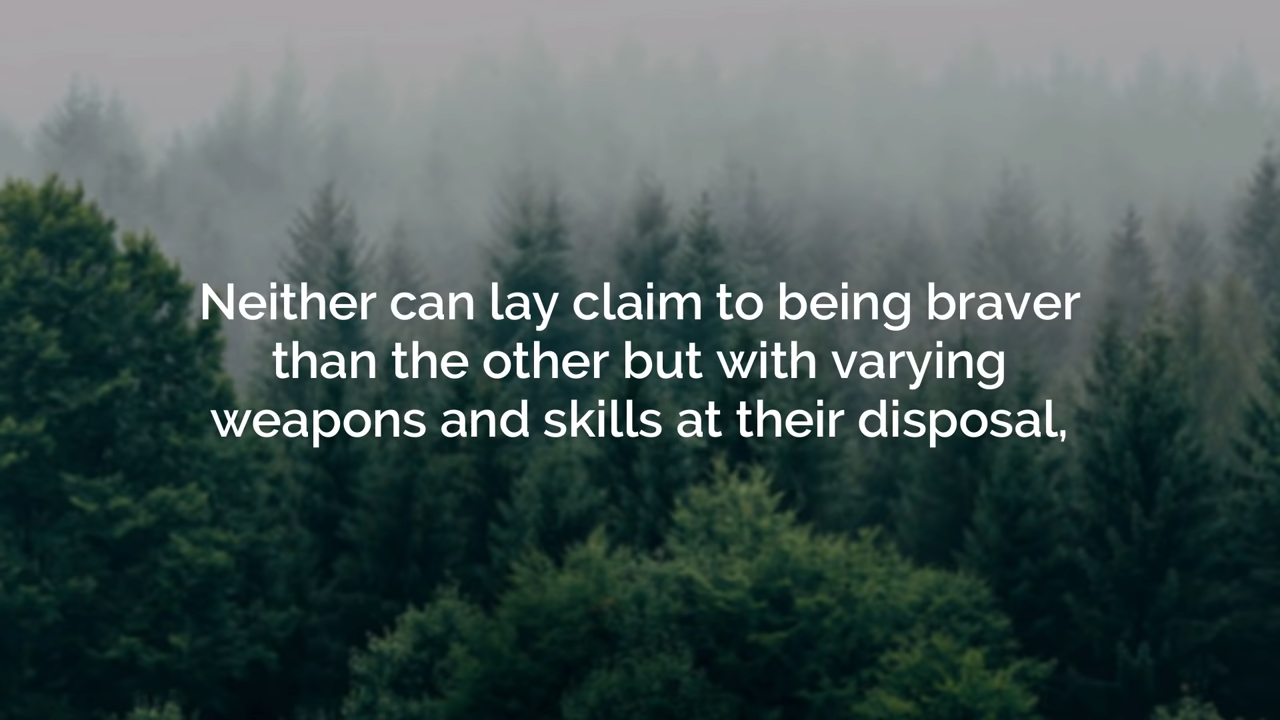 Neither can lay claim to being braver
than the other but with varying
weapons and skills at their disposal,